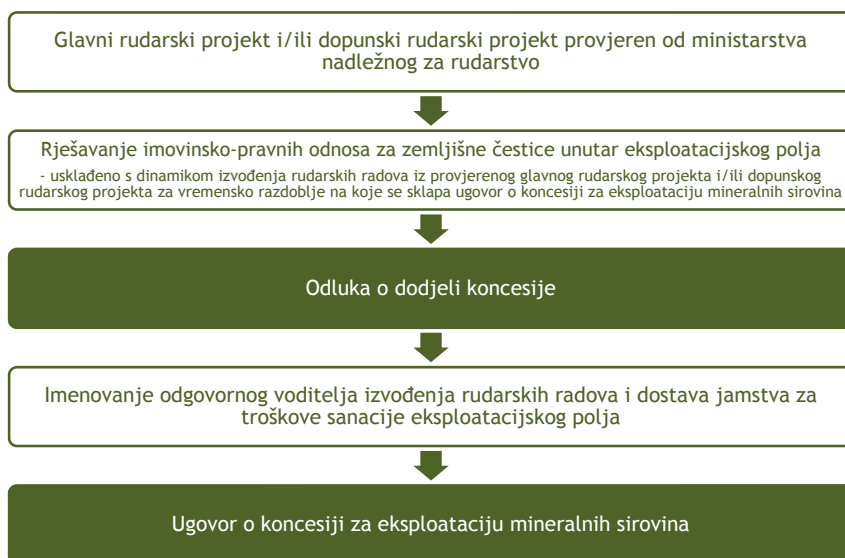 Glavni rudarski projekt i/ili dopunski rudarski projekt provjeren od ministarstva
nadležnog za rudarstvo
Rješavanje imovinsko-pravnih odnosa za zemljišne čestice unutar eksploatacijskog polja
- usklađeno s dinamikom izvođenja rudarskih radova iz provjerenog glavnog rudarskog projekta i/ili dopunskog
rudarskog projekta za vremensko razdoblje na koje se sklapa ugovor o koncesiji za eksploataciju mineralnih sirovina
Odluka o dodjeli koncesije
Imenovanje odgovornog voditelja izvođenja rudarskih radova i dostava jamstva za
troškove sanacije eksploatacijskog polja
Ugovor o koncesiji za eksploataciju mineralnih sirovina